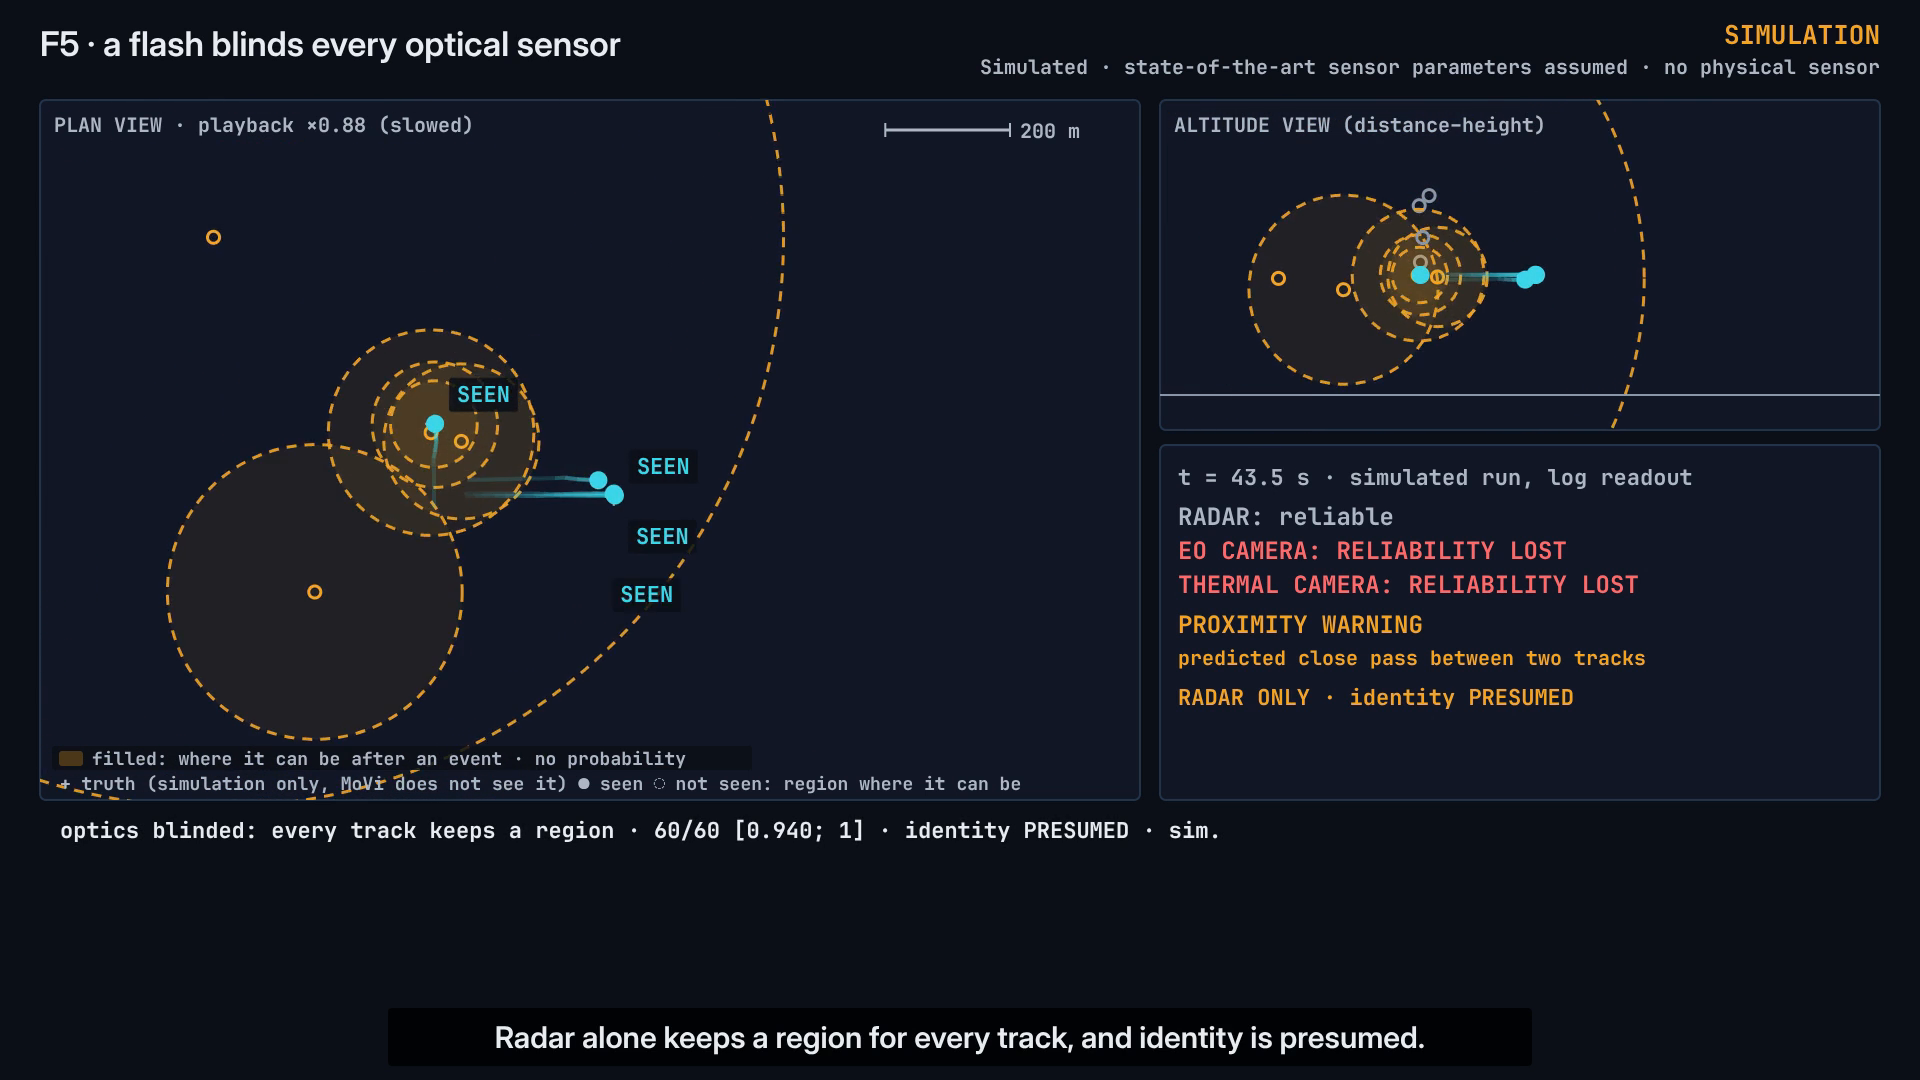 F5 · a flash blinds every optical sensor
SIMULATION
Simulated · state-of-the-art sensor parameters assumed · no physical sensor
PLAN VIEW · playback ×0.88 (slowed)
200 m
SEEN
SEEN
SEEN
SEEN
filled: where it can be after an event · no probability
+ truth (simulation only, MoVi does not see it) ● seen ◌ not seen: region where it can be
ALTITUDE VIEW (distance-height)
t = 43.5 s · simulated run, log readout
RADAR: reliable
EO CAMERA: RELIABILITY LOST
THERMAL CAMERA: RELIABILITY LOST
PROXIMITY WARNING
predicted close pass between two tracks
RADAR ONLY · identity PRESUMED
optics blinded: every track keeps a region · 60/60 [0.940; 1] · identity PRESUMED · sim.
Radar alone keeps a region for every track, and identity is presumed.